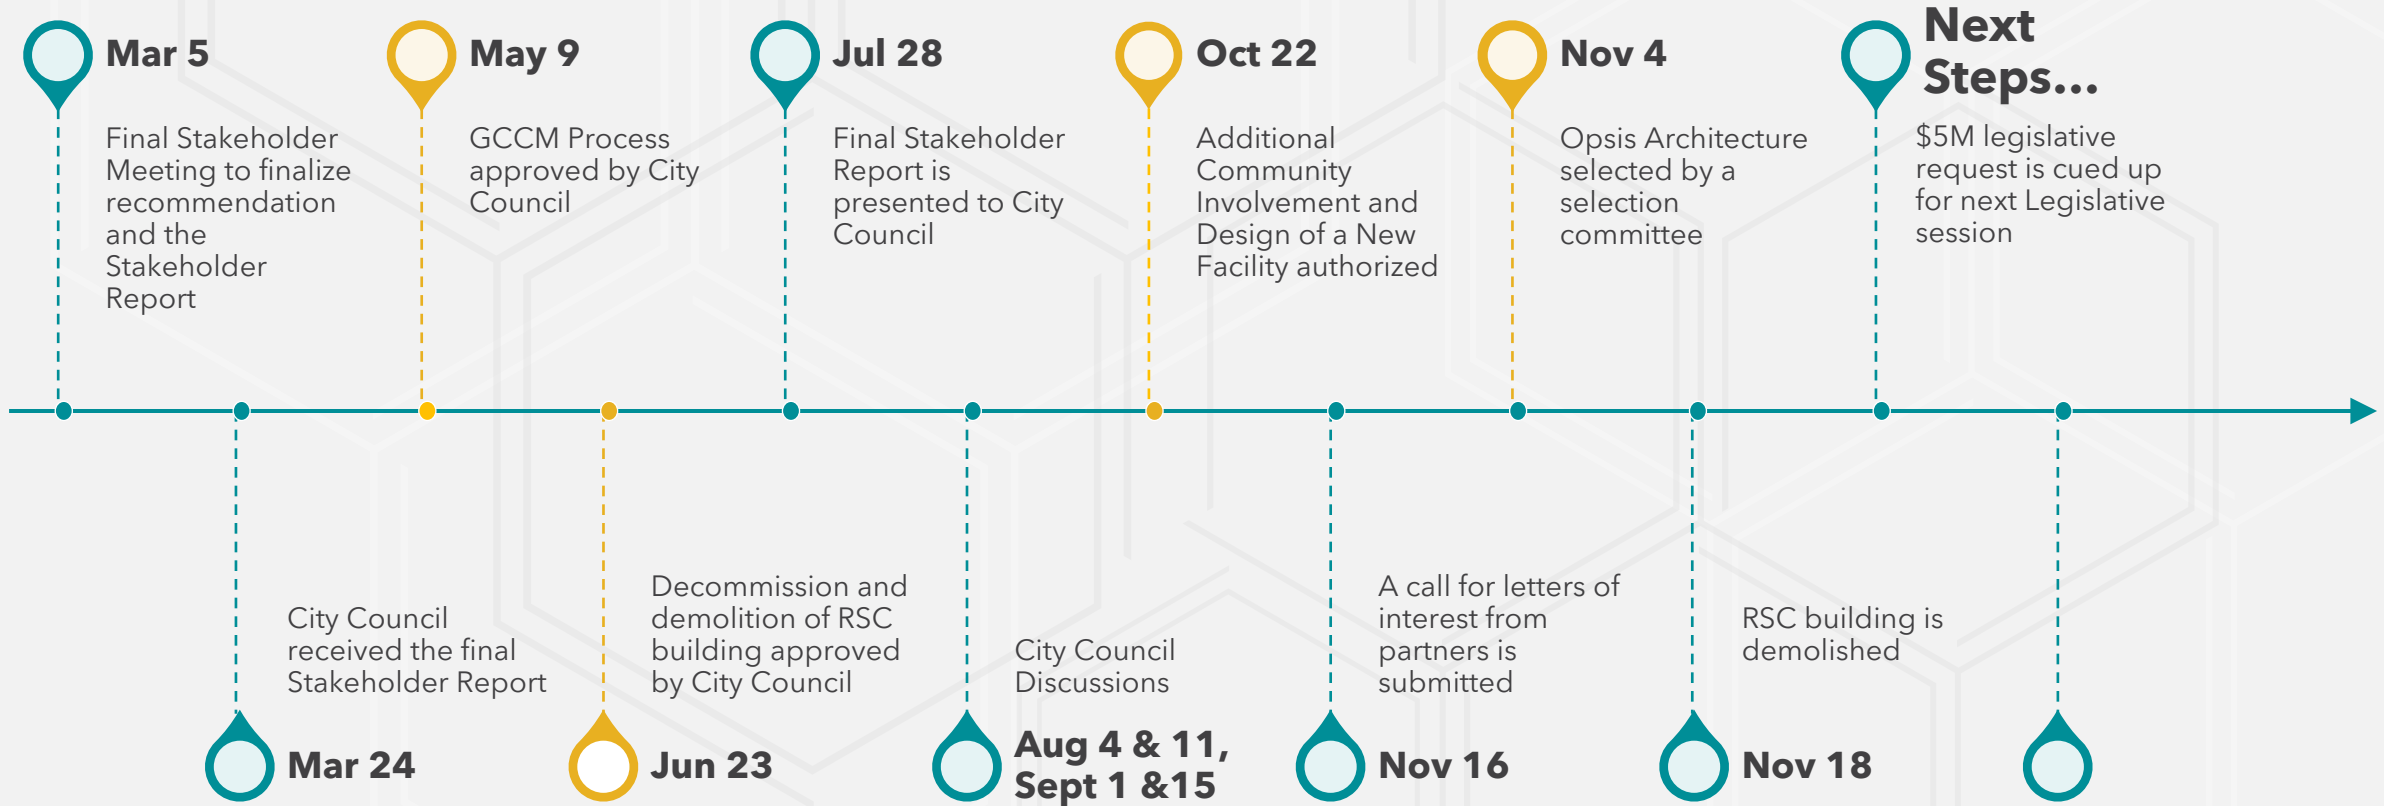 Mar 5
Final Stakeholder
Meeting to finalize
recommendation
and the
Stakeholder
Report
May 9
GCCM Process
approved by City
Council
Jul 28
Final Stakeholder
Report is
presented to City
Council
Oct 22
Additional
Community
Involvement and
Design of a New
Facility authorized
Nov 4
Opsis Architecture
selected by a
selection
committee
Next
Steps...
$5M legislative
request is cued up
for next Legislative
session
City Council
received the final
Stakeholder Report
Mar 24
Decommission and
demolition of RSC
building approved
by City Council
Jun 23
City Council
Discussions
Aug 4 & 11,
Sept 1 &15
A call for letters of
interest from
partners is
submitted
Nov 16
RSC building is
demolished
Nov 18